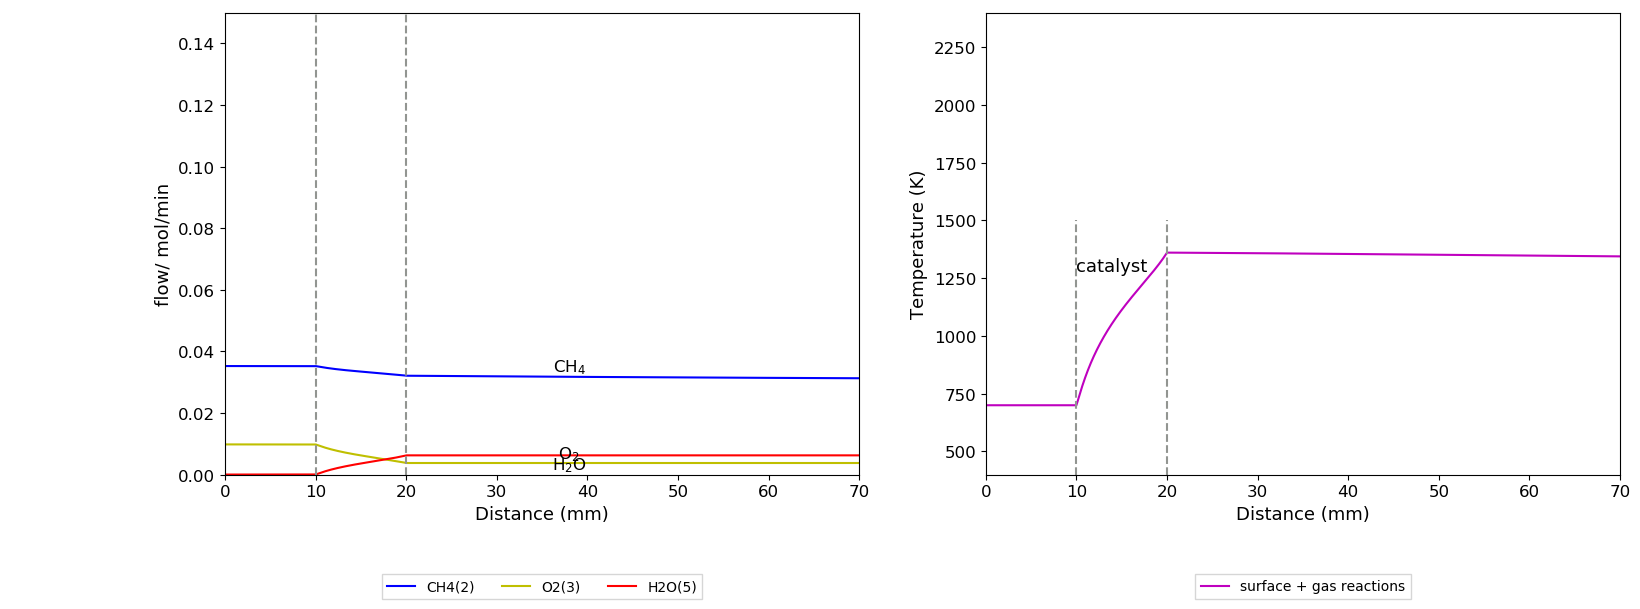 0.14
0.12
0.10
0.08
0.06
0.04
0.02
0.00
flow/ mol/min
CH₄
O₂
H₂O
0 10 20 30 40 50 60 70
Distance (mm)
CH4(2) O2(3) H2O(5)
2250
2000
1750
1500
1250
1000
750
500
Temperature (K)
catalyst
0 10 20 30 40 50 60 70
Distance (mm)
surface + gas reactions